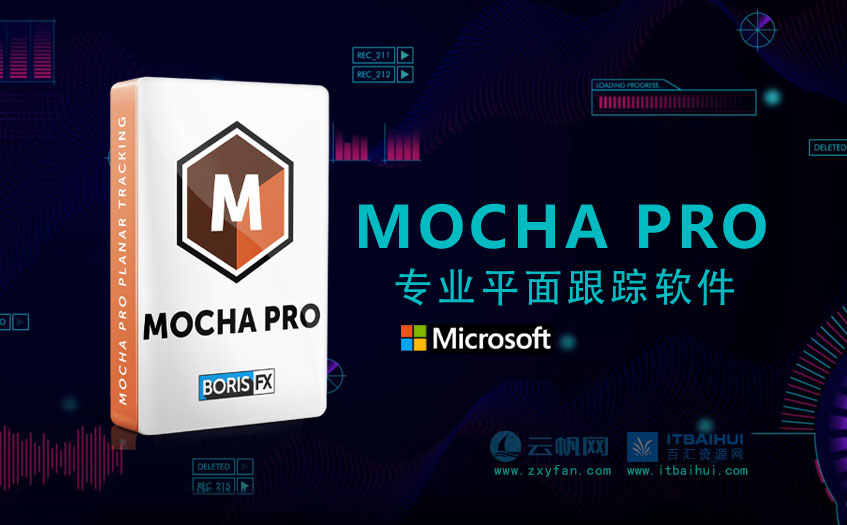 REC_211
REC_212
LOADING PROGRESS...
DELETED
MOCHA PRO PLANAR TRACKING
M
MOCHA PRO
BORIS FX
MOCHA PRO
专业平面跟踪软件
Microsoft
云帆网
www.zxyfan.com
ITBAIHUI
百汇资源网
www.itbaihui.com
DELETED
REC_215